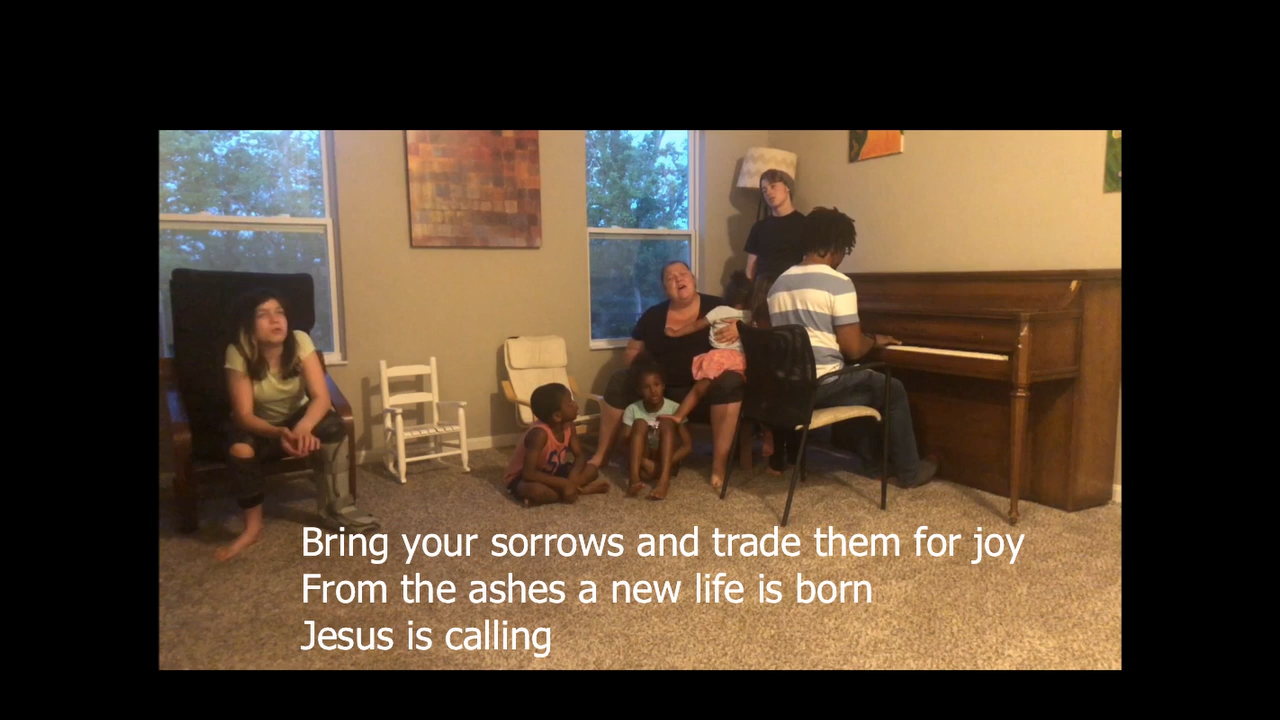 Bring your sorrows and trade them for joy
From the ashes a new life is born
Jesus is calling